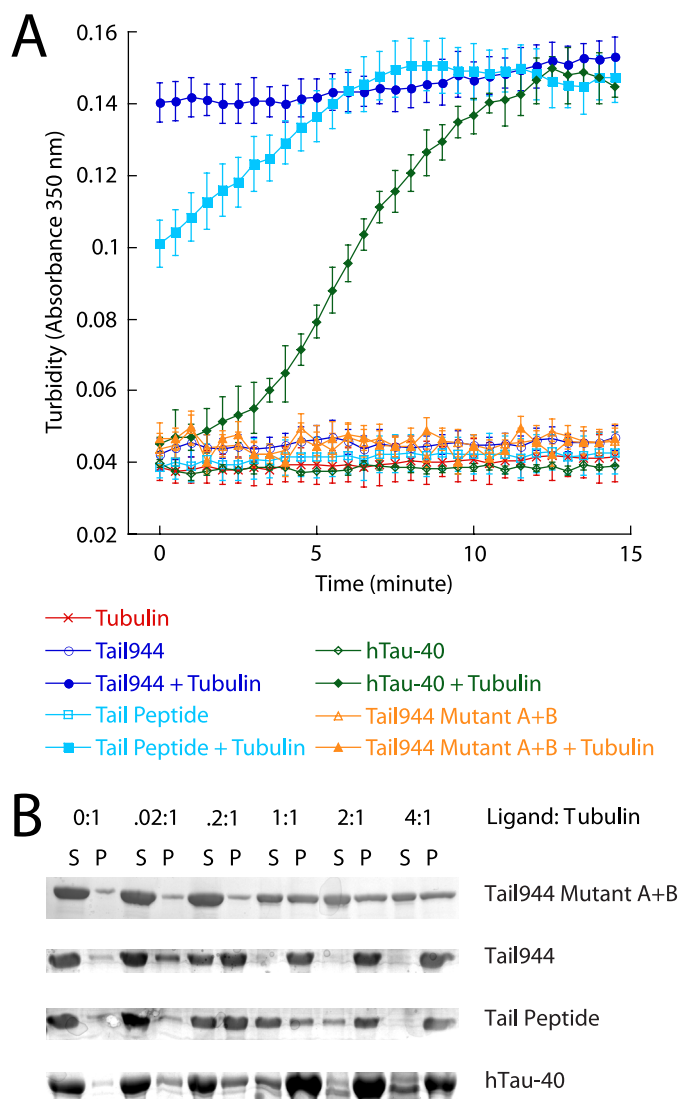 A
0.16
0.14
0.12
0.1
0.08
0.06
0.04
0.02
Turbidity (Absorbance 350 nm)
0 5 10 15
Time (minute)
Tubulin
Tail944 hTau-40
Tail944 + Tubulin hTau-40 + Tubulin
Tail Peptide Tail944 Mutant A+B
Tail Peptide + Tubulin Tail944 Mutant A+B + Tubulin
B
0:1 .02:1 .2:1 1:1 2:1 4:1 Ligand: Tubulin
S P S P S P S P S P S P
Tail944 Mutant A+B
Tail944
Tail Peptide
hTau-40